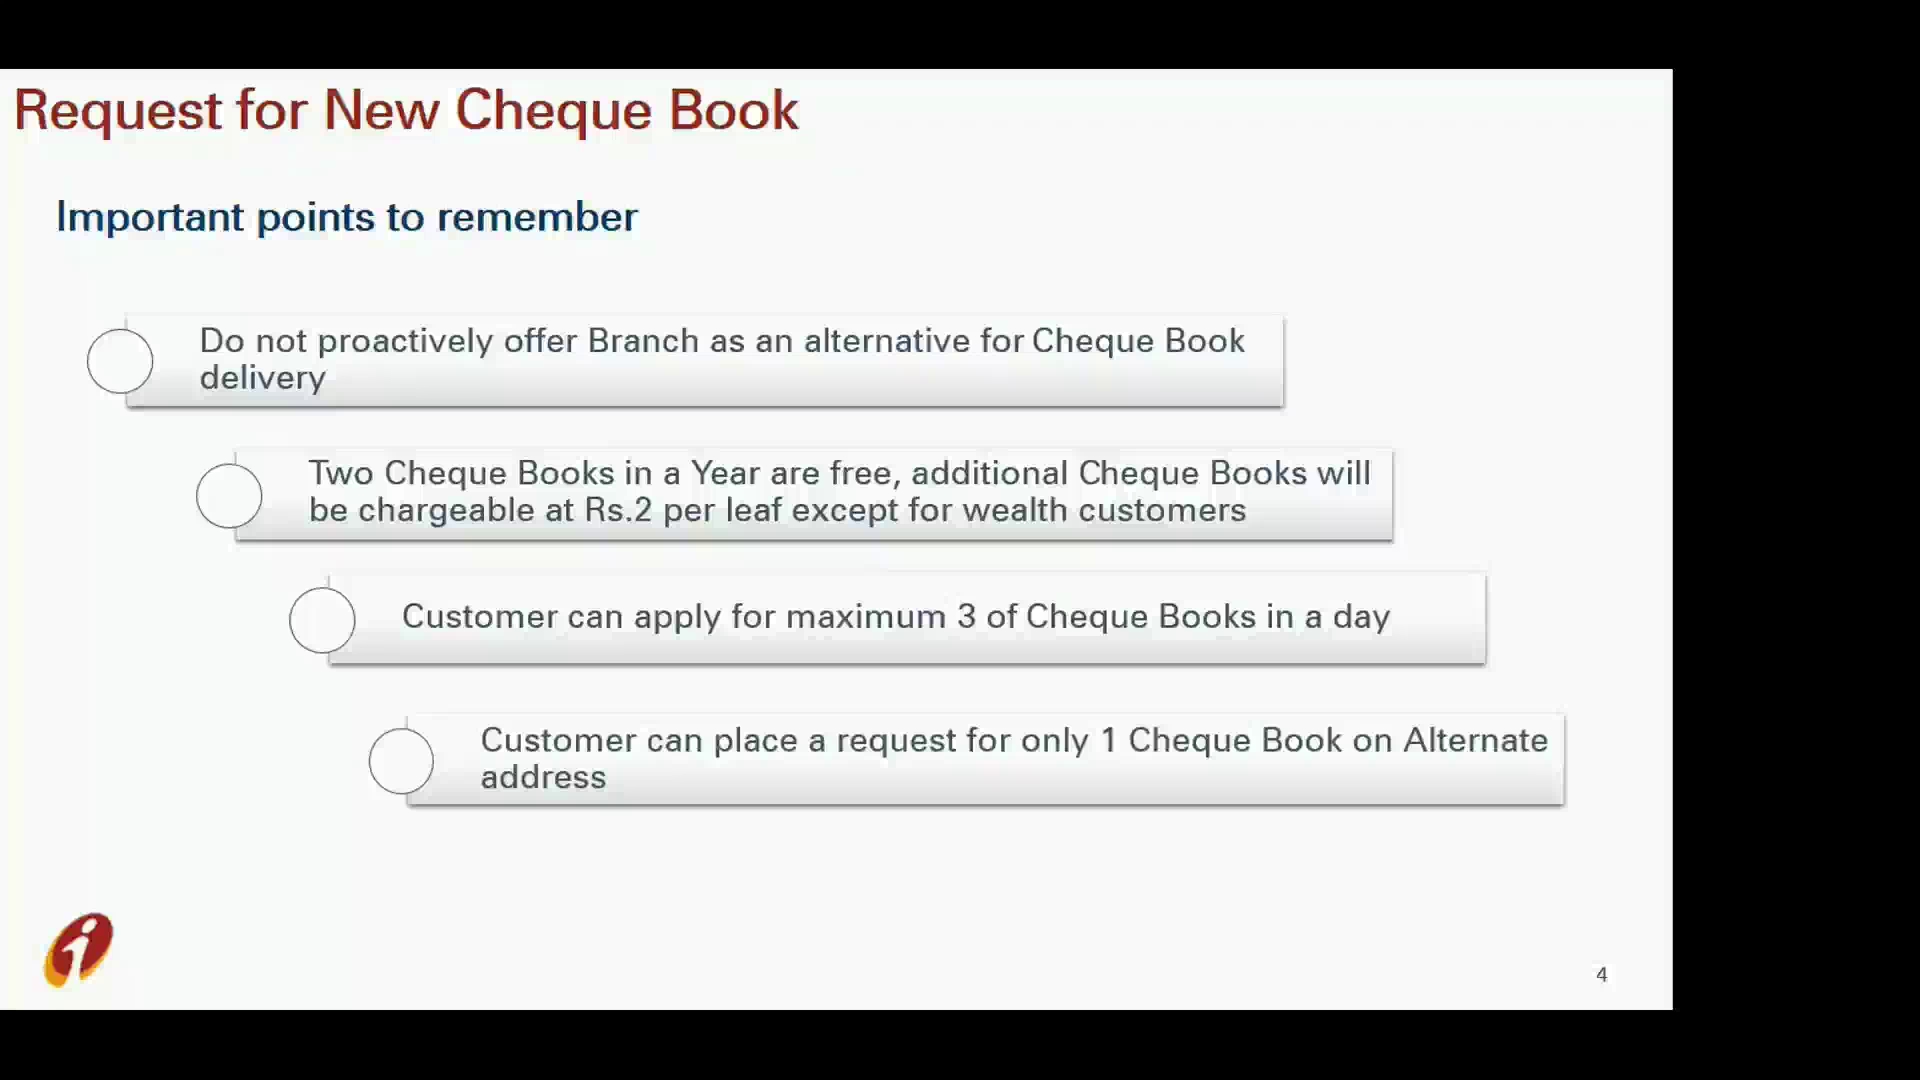 Request for New Cheque Book
Important points to remember
Do not proactively offer Branch as an alternative for Cheque Book
delivery
Two Cheque Books in a Year are free, additional Cheque Books will
be chargeable at Rs.2 per leaf except for wealth customers
Customer can apply for maximum 3 of Cheque Books in a day
Customer can place a request for only 1 Cheque Book on Alternate
address
i
4